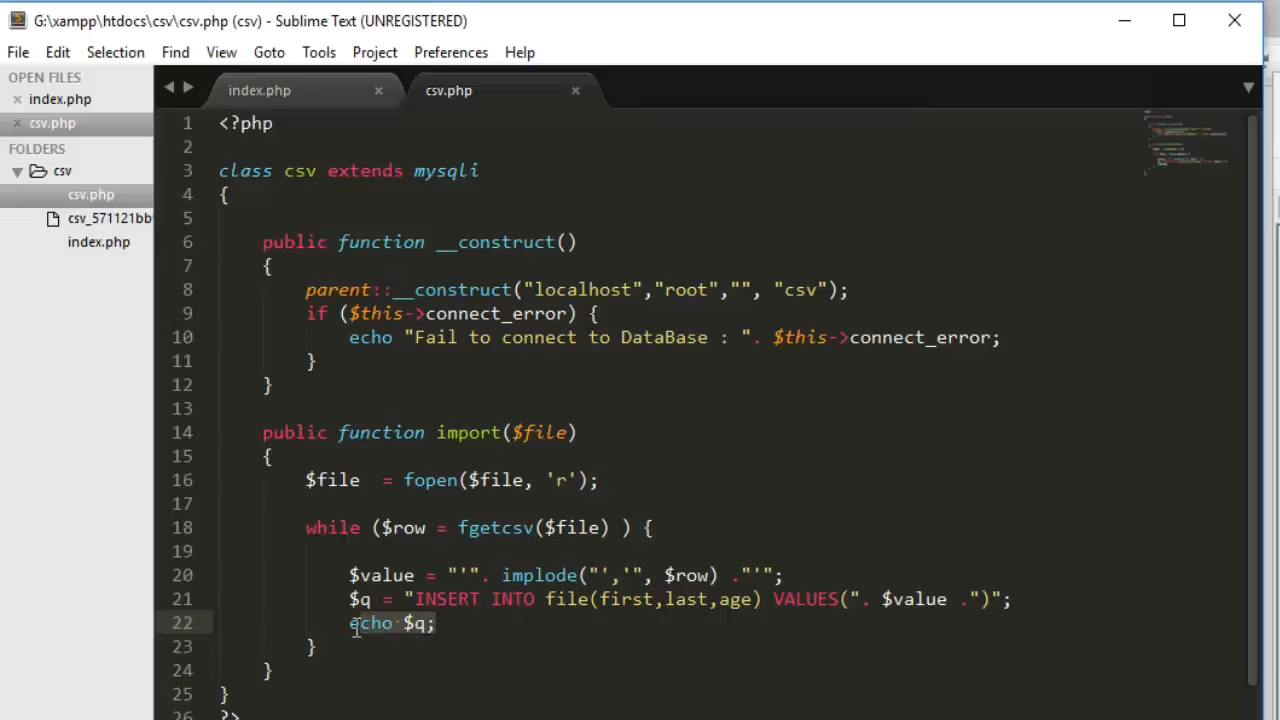 G:\xampp\htdocs\csv\csv.php (csv) - Sublime Text (UNREGISTERED)
File Edit Selection Find View Goto Tools Project Preferences Help
OPEN FILES
index.php
csv.php
FOLDERS
csv
csv.php
csv_571121bb
index.php
index.php
csv.php
1 <?php
2
3 class csv extends mysqli
4 {
5
6 public function __construct()
7 {
8 parent::__construct("localhost","root","", "csv");
9 if ($this->connect_error) {
10 echo "Fail to connect to DataBase : ". $this->connect_error;
11 }
12 }
13
14 public function import($file)
15 {
16 $file  = fopen($file, 'r');
17
18 while ($row = fgetcsv($file) ) {
19
20 $value = "'". implode("','", $row) ."'";
21 $q = "INSERT INTO file(first,last,age) VALUES(". $value .")";
22 echo $q;
23 }
24 }
25 }
26 ?>